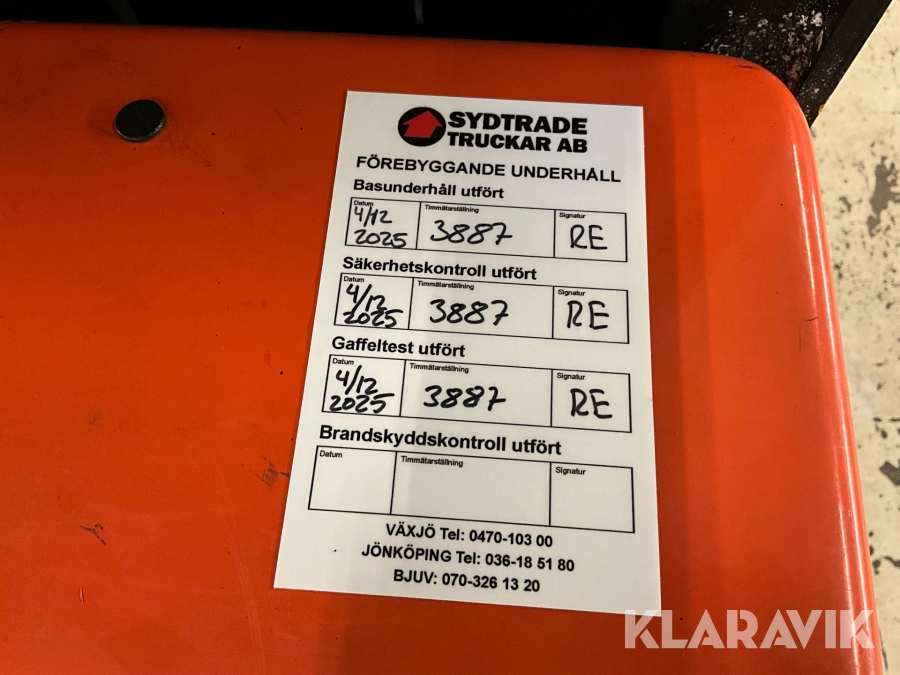 SYDTRADE
TRUCKAR AB
FÖREBYGGANDE UNDERHÅLL
Basunderhåll utfört
Datum Timmätarställning Signatur
4/12
2025 3887 RE
Säkerhetskontroll utfört
Datum Timmätarställning Signatur
4/12
2025 3887 RE
Gaffeltest utfört
Datum Timmätarställning Signatur
4/12
2025 3887 RE
Brandskyddskontroll utfört
Datum Timmätarställning Signatur
VÄXJÖ Tel: 0470-103 00
JÖNKÖPING Tel: 036-18 51 80
BJUV: 070-326 13 20
KLARAVIK